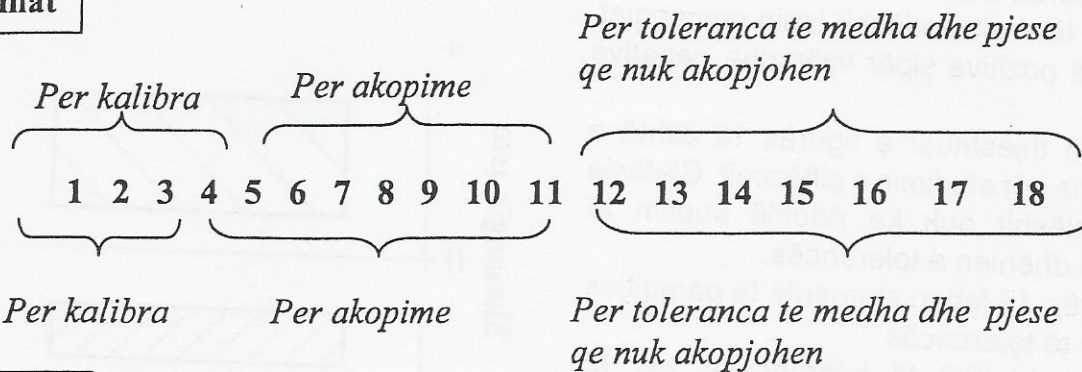 mat
Per toleranca te medha dhe pjese
qe nuk akopjohen
Per kalibra
Per akopime
1 2 3 4 5 6 7 8 9 10 11 12 13 14 15 16 17 18
Per kalibra
Per akopime
Per toleranca te medha dhe pjese
qe nuk akopjohen